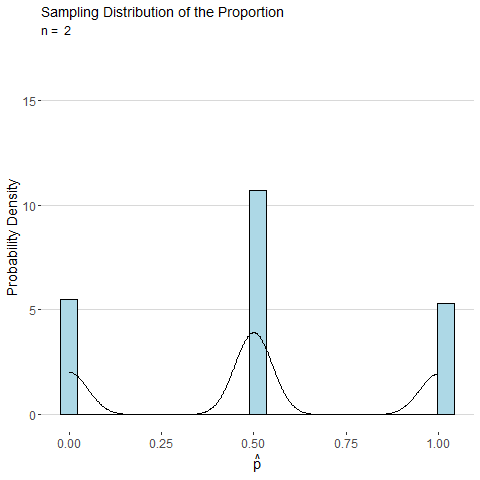 Sampling Distribution of the Proportion
n = 2
Probability Density
15
10
5
0
0.00 0.25 0.50 0.75 1.00
p̂